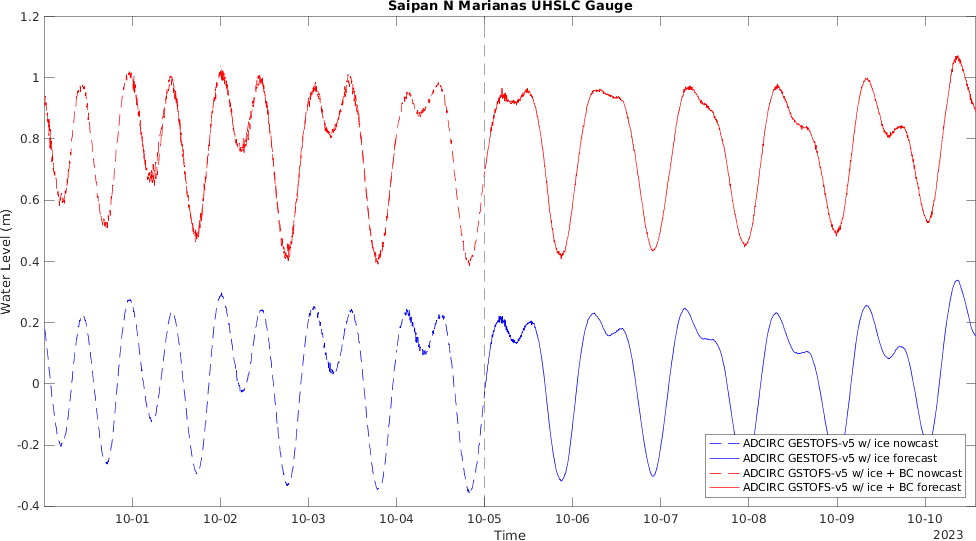 Saipan N Marianas UHSLC Gauge
1.2
1
0.8
0.6
0.4
0.2
0
-0.2
-0.4
Water Level (m)
ADCIRC GESTOFS-v5 w/ ice nowcast
ADCIRC GESTOFS-v5 w/ ice forecast
ADCIRC GSTOFS-v5 w/ ice + BC nowcast
ADCIRC GSTOFS-v5 w/ ice + BC forecast
10-01 10-02 10-03 10-04 10-05 10-06 10-07 10-08 10-09 10-10
Time
2023